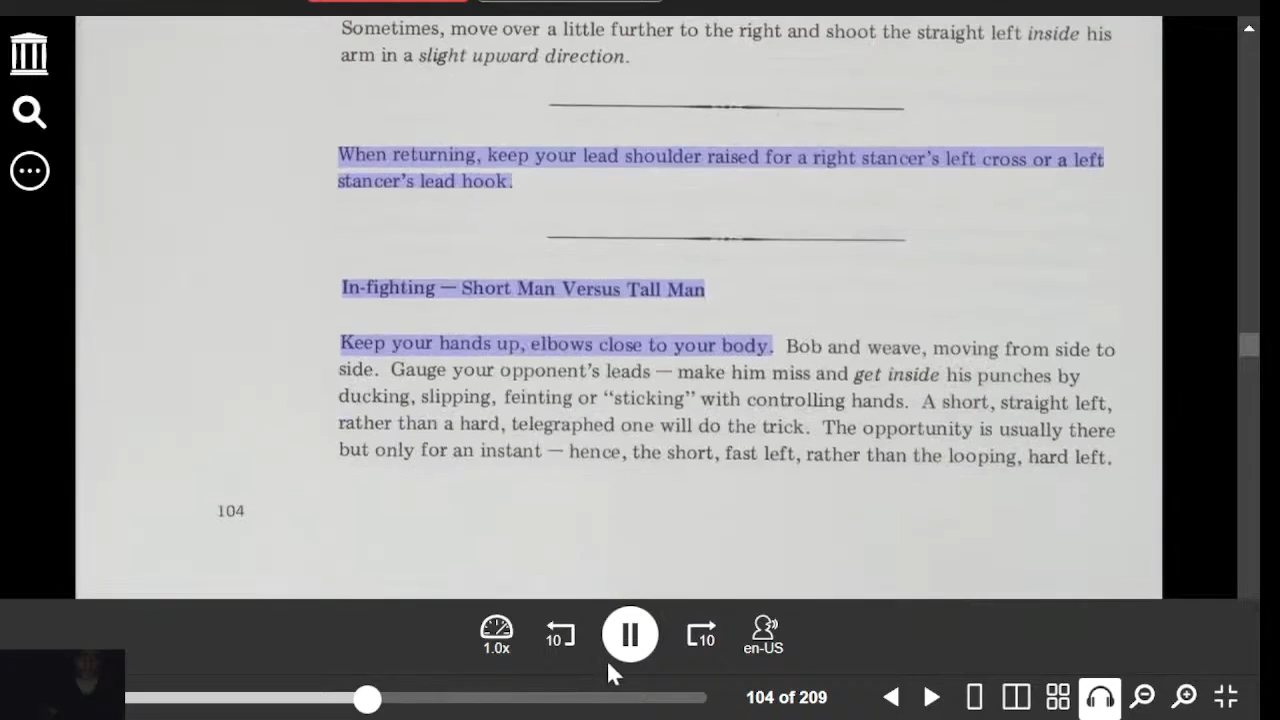 Sometimes, move over a little further to the right and shoot the straight left inside his
arm in a slight upward direction.
When returning, keep your lead shoulder raised for a right stancer's left cross or a left
stancer's lead hook.
In-fighting — Short Man Versus Tall Man
Keep your hands up, elbows close to your body. Bob and weave, moving from side to
side. Gauge your opponent's leads — make him miss and get inside his punches by
ducking, slipping, feinting or “sticking” with controlling hands. A short, straight left,
rather than a hard, telegraphed one will do the trick. The opportunity is usually there
but only for an instant — hence, the short, fast left, rather than the looping, hard left.
104
1.0x
10
10
en-US
104 of 209